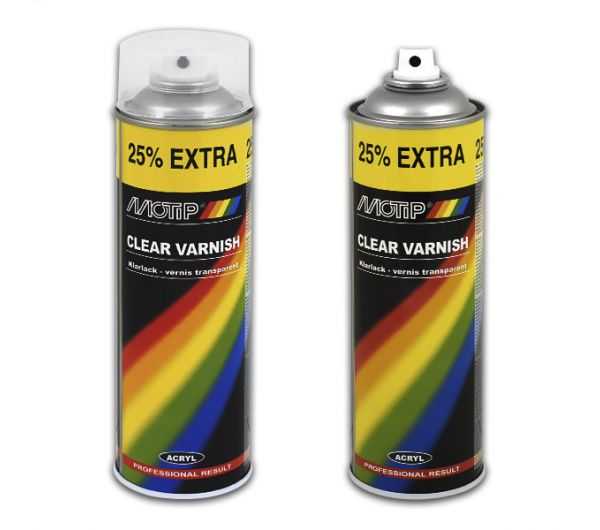 25% EXTRA
MOTIP
CLEAR VARNISH
Klarlack - vernis transparent
ACRYL
PROFESSIONAL RESULT
25% EXTRA
25
MOTIP
CLEAR VARNISH
Klarlack - vernis transparent
ACRYL
PROFESSIONAL RESULT